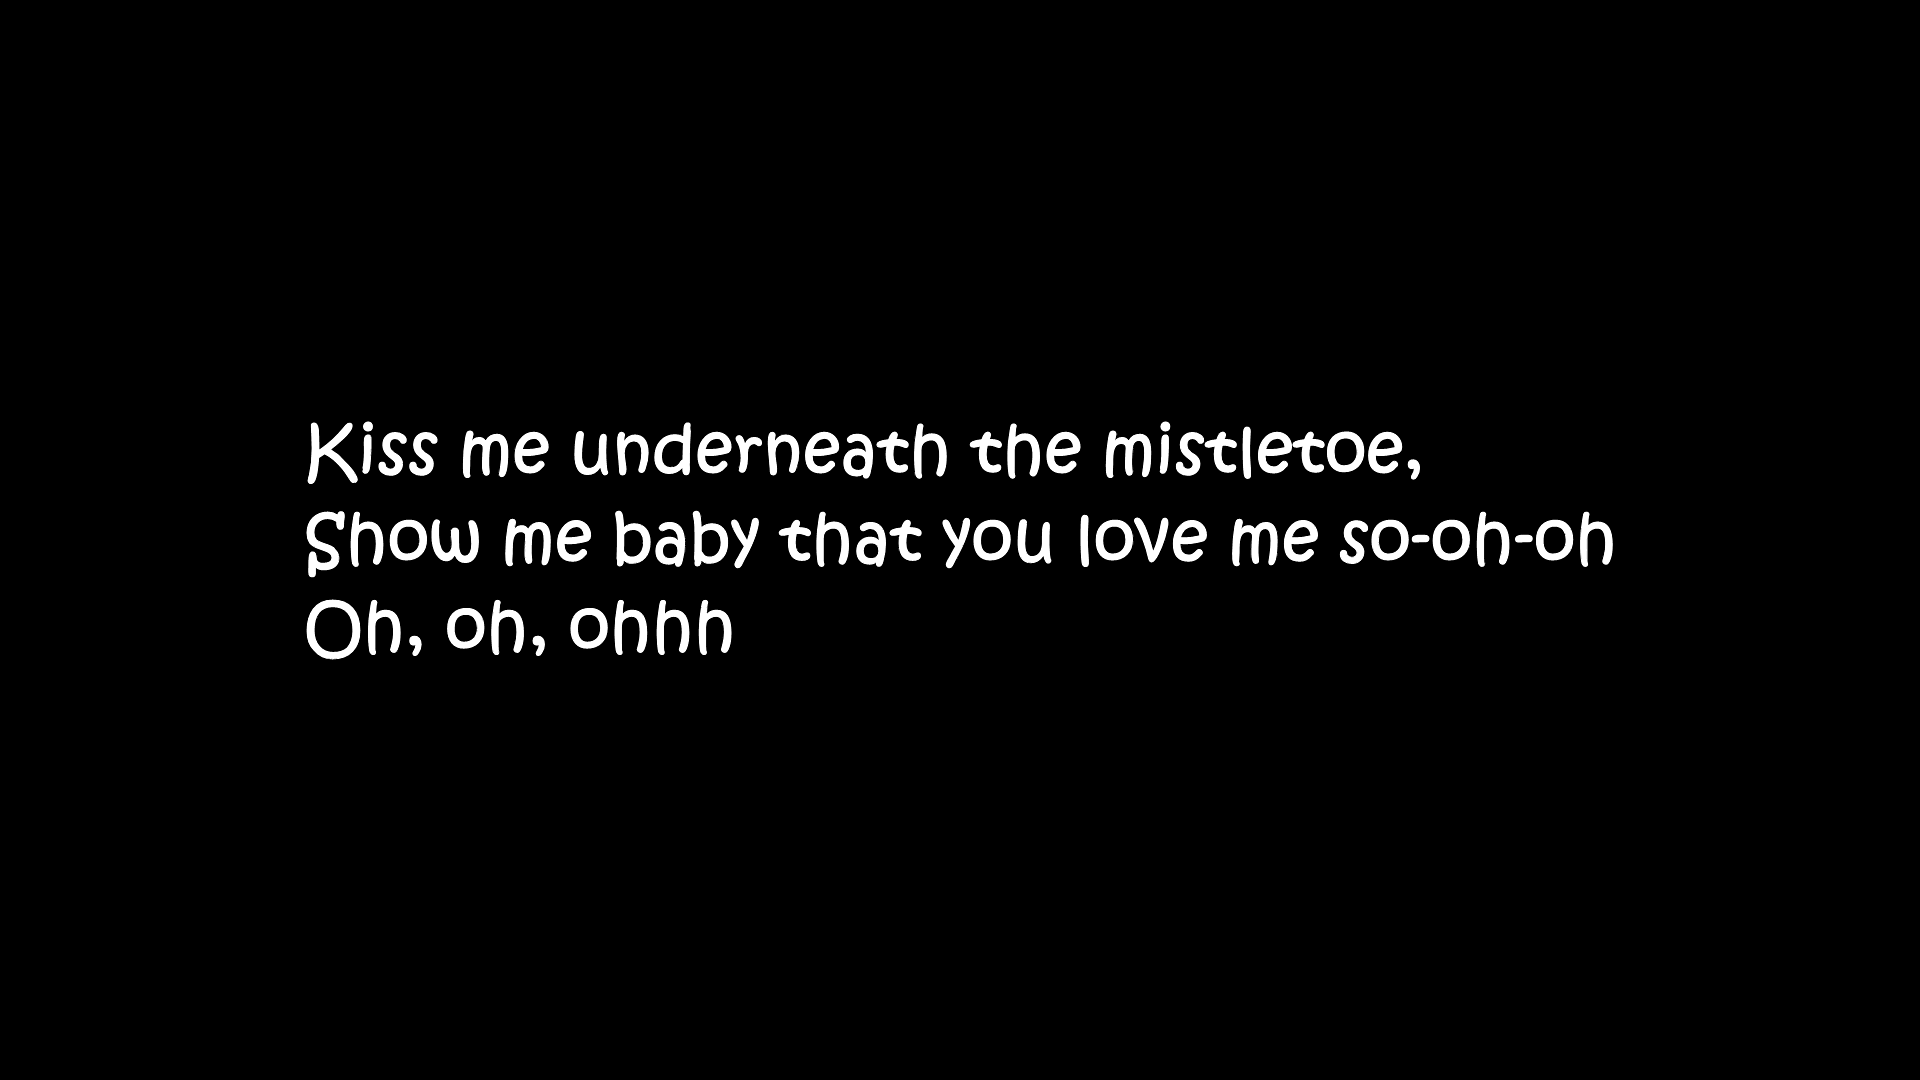 Kiss me underneath the mistletoe,
Show me baby that you love me so-oh-oh
Oh, oh, ohhh